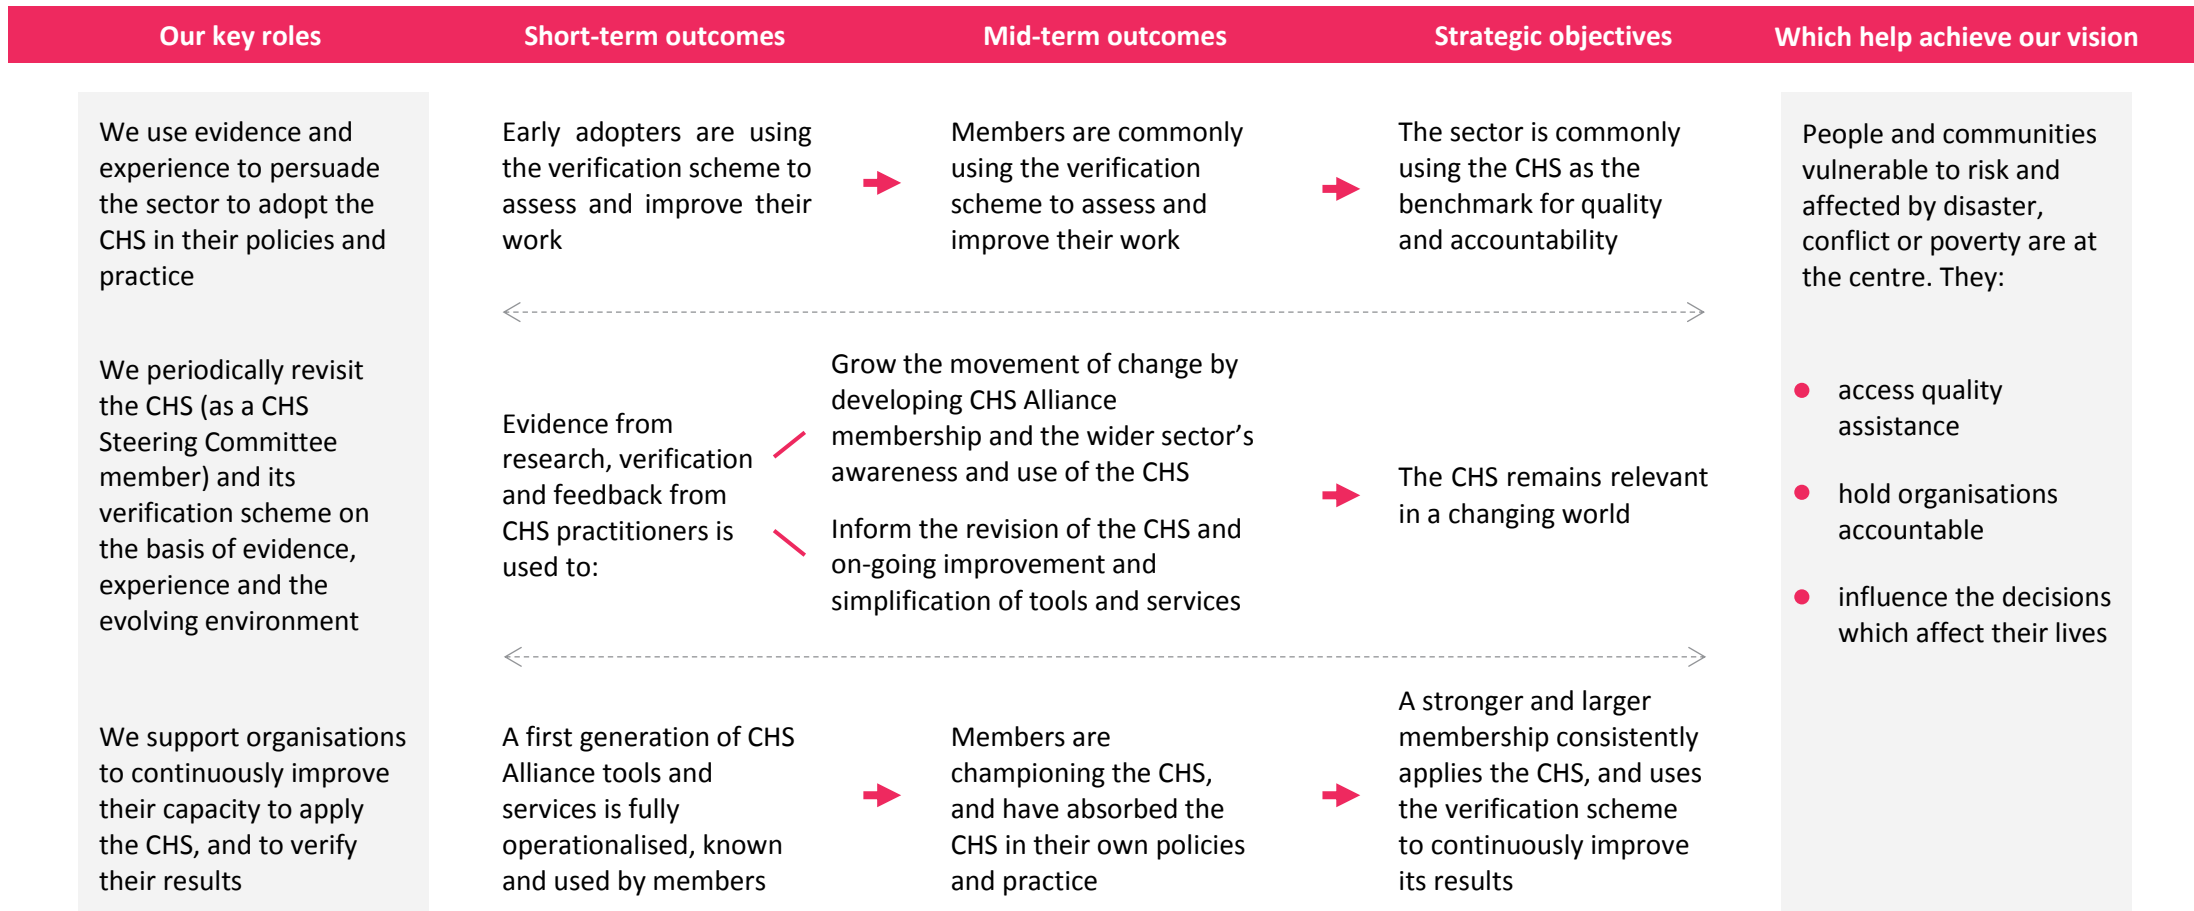 Our key roles
Short-term outcomes
Mid-term outcomes
Strategic objectives
Which help achieve our vision
We use evidence and
experience to persuade
the sector to adopt the
CHS in their policies and
practice
Early adopters are using
the verification scheme to
assess and improve their
work
Members are commonly
using the verification
scheme to assess and
improve their work
The sector is commonly
using the CHS as the
benchmark for quality
and accountability
People and communities
vulnerable to risk and
affected by disaster,
conflict or poverty are at
the centre. They:
We periodically revisit
the CHS (as a CHS
Steering Committee
member) and its
verification scheme on
the basis of evidence,
experience and the
evolving environment
Evidence from
research, verification
and feedback from
CHS practitioners is
used to:
Grow the movement of change by
developing CHS Alliance
membership and the wider sector’s
awareness and use of the CHS
Inform the revision of the CHS and
on-going improvement and
simplification of tools and services
The CHS remains relevant
in a changing world
access quality
assistance
hold organisations
accountable
influence the decisions
which affect their lives
We support organisations
to continuously improve
their capacity to apply
the CHS, and to verify
their results
A first generation of CHS
Alliance tools and
services is fully
operationalised, known
and used by members
Members are
championing the CHS,
and have absorbed the
CHS in their own policies
and practice
A stronger and larger
membership consistently
applies the CHS, and uses
the verification scheme
to continuously improve
its results